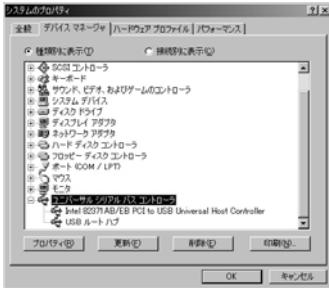 システムのプロパティ
全般 デバイス マネージャ ハードウェア プロファイル パフォーマンス
種類別に表示(T) 接続別に表示(C)
SCSI コントローラ
キーボード
サウンド、ビデオ、およびゲームのコントローラ
システム デバイス
ディスク ドライブ
ディスプレイ アダプタ
ネットワーク アダプタ
ハード ディスク コントローラ
フロッピー ディスク コントローラ
ポート (COM / LPT)
マウス
モニタ
ユニバーサル シリアル バス コントローラ
Intel 82371AB/EB PCI to USB Universal Host Controller
USB ルート ハブ
プロパティ(R) 更新(F) 削除(E) 印刷(N)...
OK キャンセル